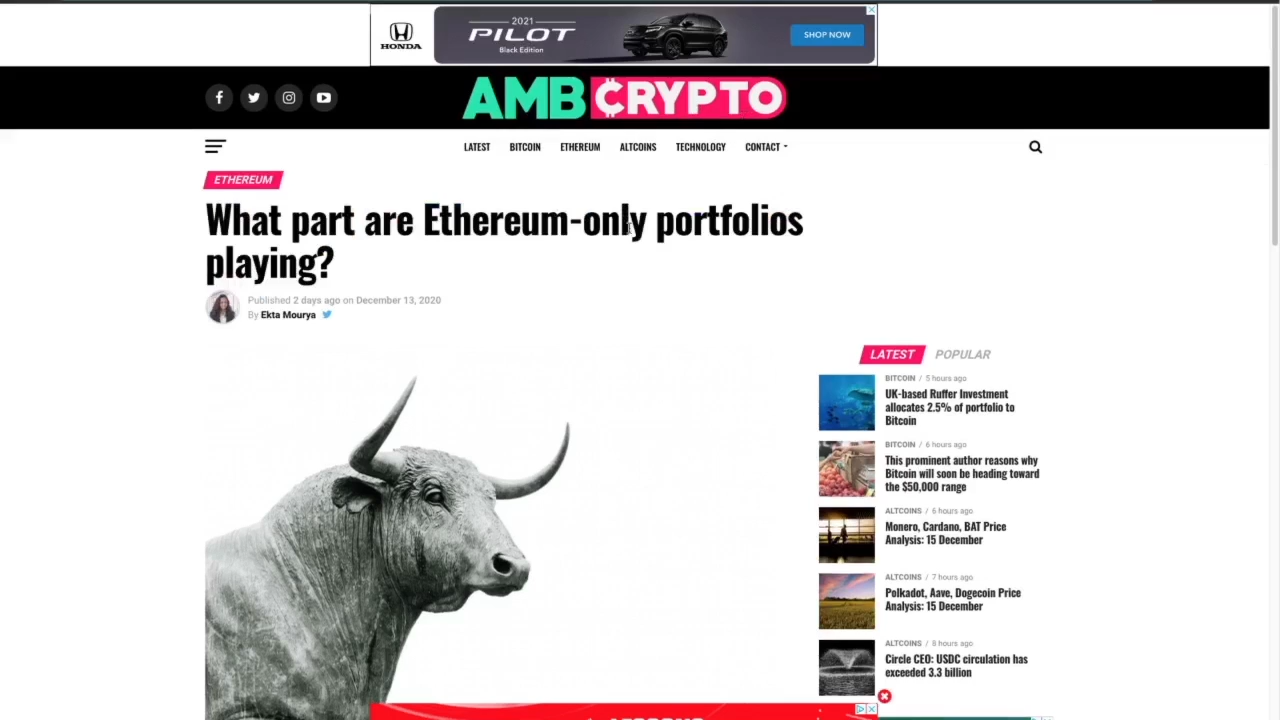 2021
PILOT
Black Edition
HONDA
SHOP NOW
AMBCRYPTO
LATEST
BITCOIN
ETHEREUM
ALTCOINS
TECHNOLOGY
CONTACT
ETHEREUM
What part are Ethereum-only portfolios
playing?
Published 2 days ago on December 13, 2020
By Ekta Mourya
LATEST
POPULAR
BITCOIN / 5 hours ago
UK-based Ruffer Investment
allocates 2.5% of portfolio to
Bitcoin
BITCOIN / 6 hours ago
This prominent author reasons why
Bitcoin will soon be heading toward
the $50,000 range
ALTCOINS / 6 hours ago
Monero, Cardano, BAT Price
Analysis: 15 December
ALTCOINS / 7 hours ago
Polkadot, Aave, Dogecoin Price
Analysis: 15 December
ALTCOINS / 8 hours ago
Circle CEO: USDC circulation has
exceeded 3.3 billion